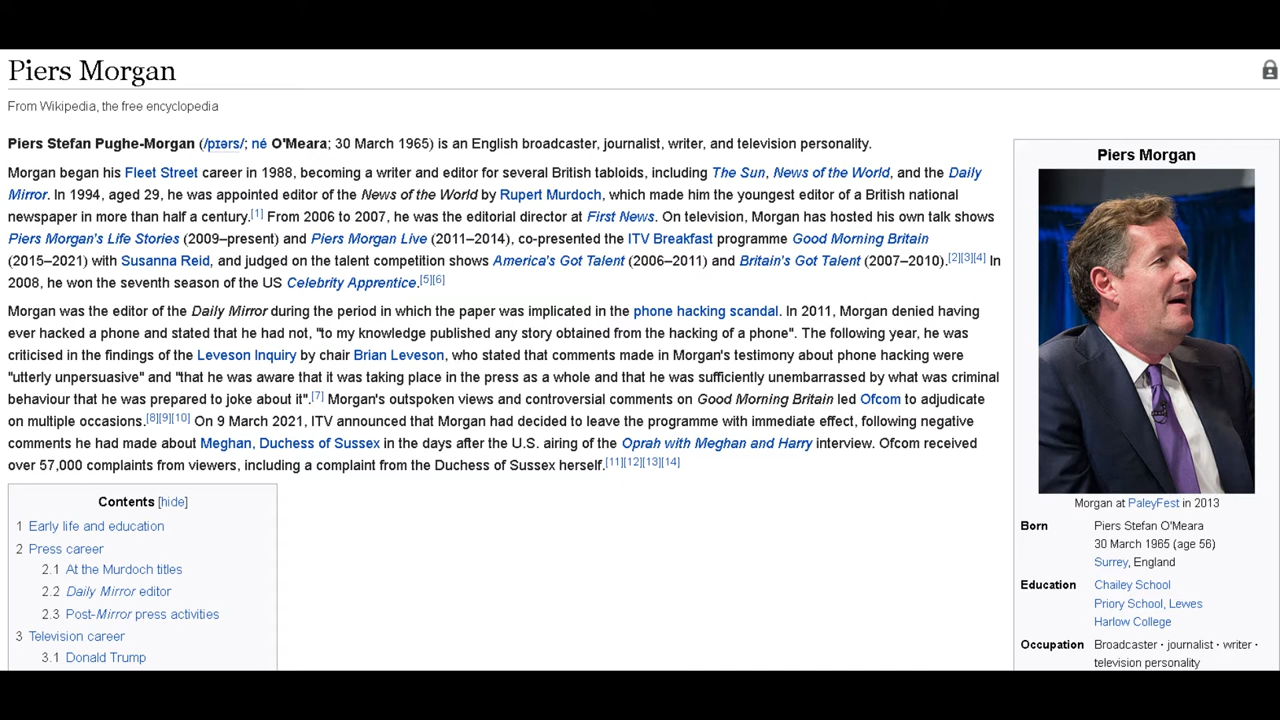 Piers Morgan
From Wikipedia, the free encyclopedia
Piers Stefan Pughe-Morgan (/pɪərs/; né O'Meara; 30 March 1965) is an English broadcaster, journalist, writer, and television personality.
Morgan began his Fleet Street career in 1988, becoming a writer and editor for several British tabloids, including The Sun, News of the World, and the Daily
Mirror. In 1994, aged 29, he was appointed editor of the News of the World by Rupert Murdoch, which made him the youngest editor of a British national
newspaper in more than half a century.[1] From 2006 to 2007, he was the editorial director at First News. On television, Morgan has hosted his own talk shows
Piers Morgan's Life Stories (2009–present) and Piers Morgan Live (2011–2014), co-presented the ITV Breakfast programme Good Morning Britain
(2015–2021) with Susanna Reid, and judged on the talent competition shows America's Got Talent (2006–2011) and Britain's Got Talent (2007–2010).[2][3][4] In
2008, he won the seventh season of the US Celebrity Apprentice.[5][6]
Morgan was the editor of the Daily Mirror during the period in which the paper was implicated in the phone hacking scandal. In 2011, Morgan denied having
ever hacked a phone and stated that he had not, "to my knowledge published any story obtained from the hacking of a phone". The following year, he was
criticised in the findings of the Leveson Inquiry by chair Brian Leveson, who stated that comments made in Morgan's testimony about phone hacking were
"utterly unpersuasive" and "that he was aware that it was taking place in the press as a whole and that he was sufficiently unembarrassed by what was criminal
behaviour that he was prepared to joke about it".[7] Morgan's outspoken views and controversial comments on Good Morning Britain led Ofcom to adjudicate
on multiple occasions.[8][9][10] On 9 March 2021, ITV announced that Morgan had decided to leave the programme with immediate effect, following negative
comments he had made about Meghan, Duchess of Sussex in the days after the U.S. airing of the Oprah with Meghan and Harry interview. Ofcom received
over 57,000 complaints from viewers, including a complaint from the Duchess of Sussex herself.[11][12][13][14]
Contents [hide]
1 Early life and education
2 Press career
2.1 At the Murdoch titles
2.2 Daily Mirror editor
2.3 Post-Mirror press activities
3 Television career
3.1 Donald Trump
Piers Morgan
Morgan at PaleyFest in 2013
Born Piers Stefan O'Meara
30 March 1965 (age 56)
Surrey, England
Education Chailey School
Priory School, Lewes
Harlow College
Occupation Broadcaster · journalist · writer ·
television personality